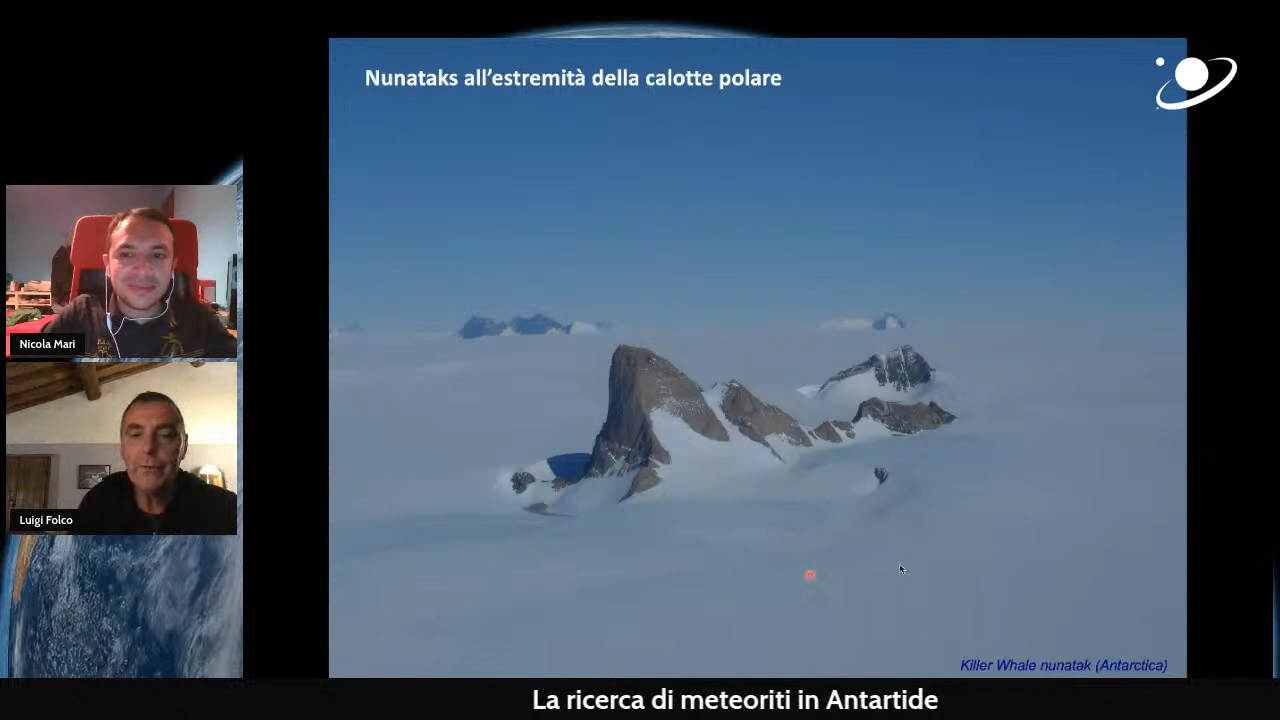 Nunataks all’estremità della calotte polare
Nicola Mari
Luigi Folco
Killer Whale nunatak (Antarctica)
La ricerca di meteoriti in Antartide